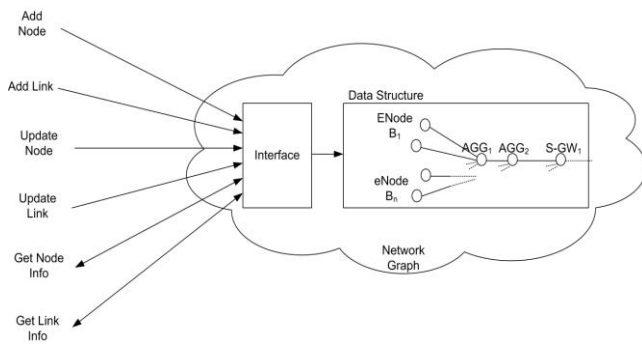 Add
Node
Add Link
Update
Node
Update
Link
Get Node
Info
Get Link
Info
Interface
Data Structure
ENode
B₁
AGG₁ AGG₂ S-GW₁
eNode
Bₙ
Network
Graph